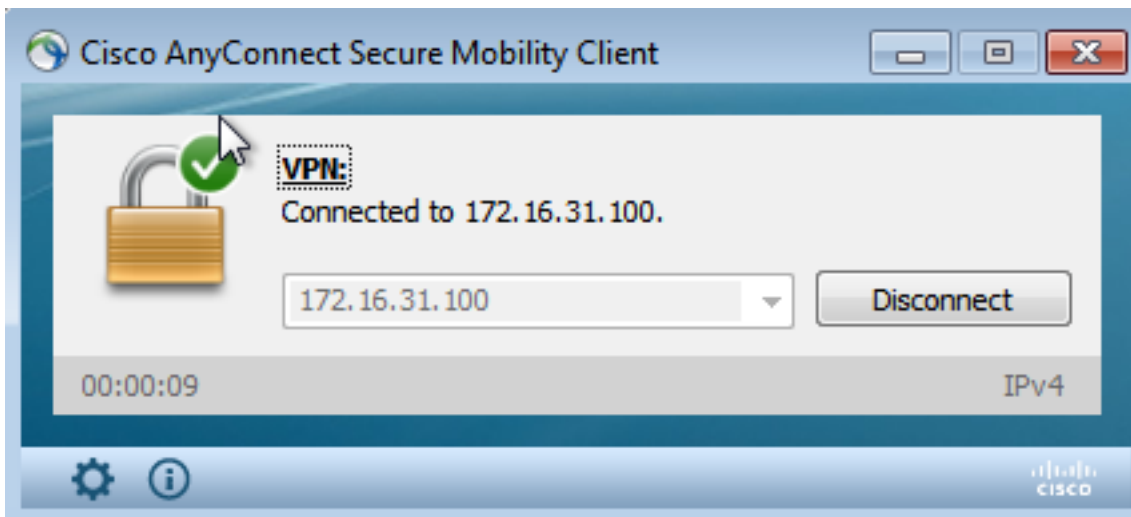 Cisco AnyConnect Secure Mobility Client
VPN:
Connected to 172.16.31.100.
172.16.31.100
Disconnect
00:00:09
IPv4
CISCO